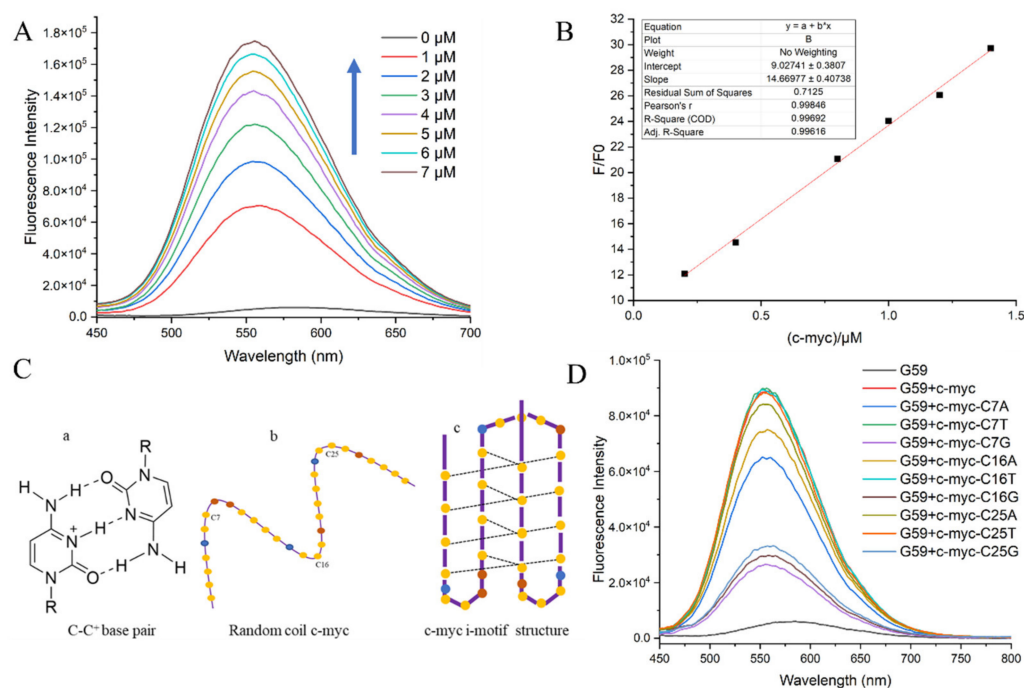 A
Fluorescence Intensity
1.8×10⁵
1.6×10⁵
1.4×10⁵
1.2×10⁵
1.0×10⁵
8.0×10⁴
6.0×10⁴
4.0×10⁴
2.0×10⁴
0.0
450 500 550 600 650 700
Wavelength (nm)
0 μM
1 μM
2 μM
3 μM
4 μM
5 μM
6 μM
7 μM
B
F/F0
32
30
28
26
24
22
20
18
16
14
12
10
0.5 1.0 1.5
(c-myc)/μM
Equation y = a + b*x
Plot B
Weight No Weighting
Intercept 9.02741 ± 0.3807
Slope 14.66977 ± 0.40738
Residual Sum of Squares 0.7125
Pearson's r 0.99846
R-Square (COD) 0.99692
Adj. R-Square 0.99616
C
a
R
H
N
H
O
N⁺
H
O
N
R
O
N
N
H
N
H
C-C⁺ base pair
b
C7
C25
C16
Random coil c-myc
c
c-myc i-motif structure
D
Fluorescence Intensity
1.0×10⁵
8.0×10⁴
6.0×10⁴
4.0×10⁴
2.0×10⁴
0.0
450 500 550 600 650 700 750 800
Wavelength (nm)
G59
G59+c-myc
G59+c-myc-C7A
G59+c-myc-C7T
G59+c-myc-C7G
G59+c-myc-C16A
G59+c-myc-C16T
G59+c-myc-C16G
G59+c-myc-C25A
G59+c-myc-C25T
G59+c-myc-C25G